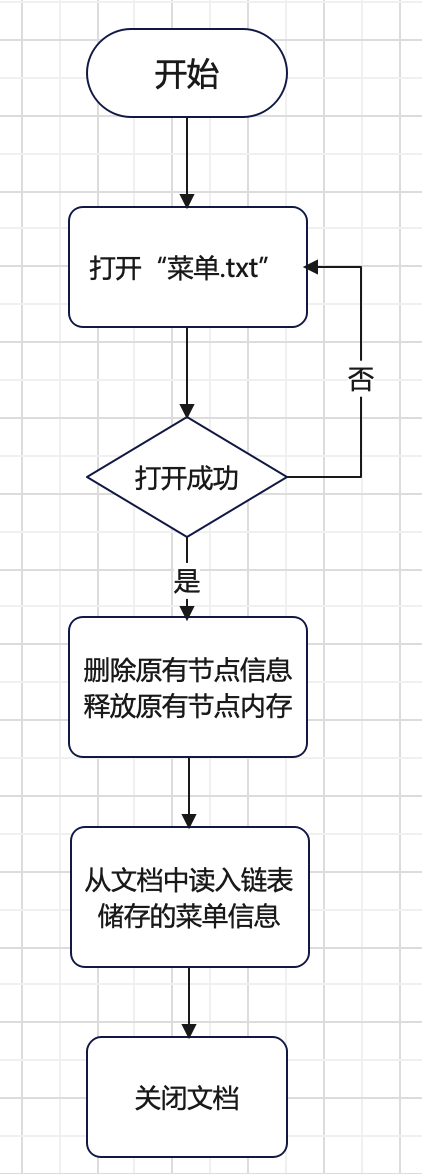 开始
打开“菜单.txt”
否
打开成功
是
删除原有节点信息
释放原有节点内存
从文档中读入链表
储存的菜单信息
关闭文档